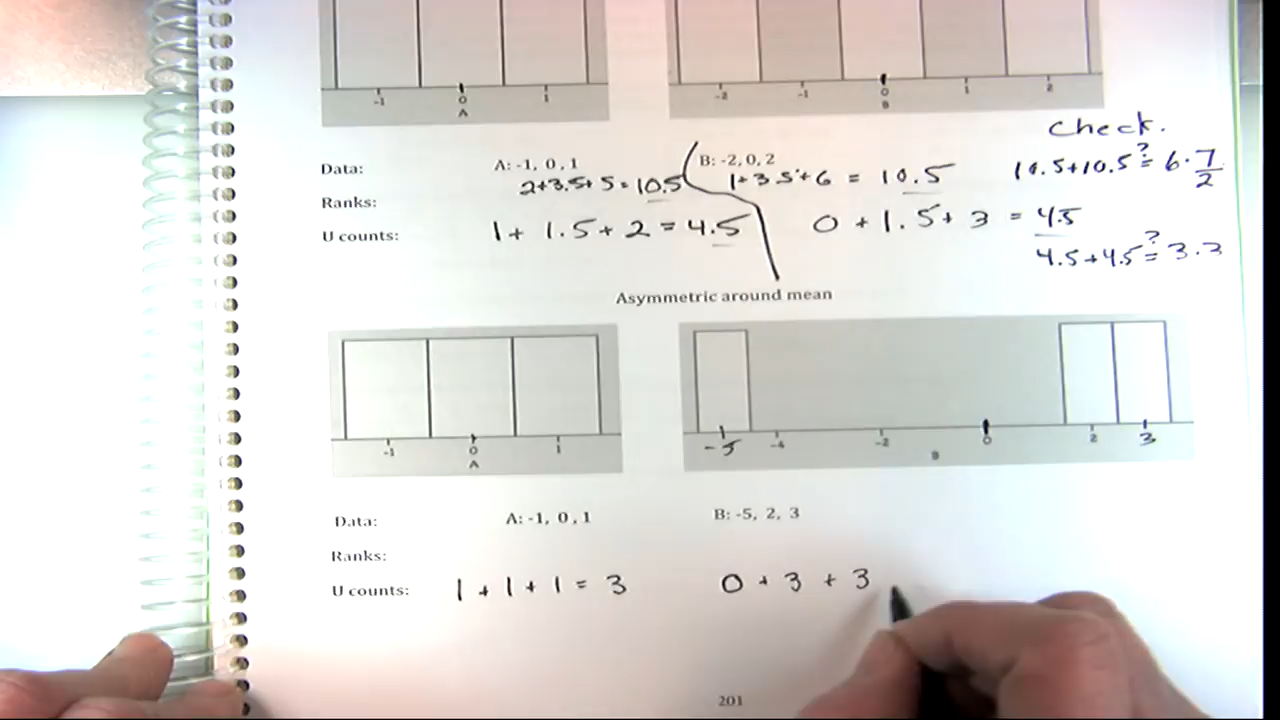 -1 0 1
A
-2 -1 0 1 2
B
Check.
Data: A: -1, 0, 1 B: -2, 0, 2
10.5+10.5 ?= 6·7/2
2+3.5+5=10.5 1+3.5+6 = 10.5
Ranks:
U counts: 1 + 1.5 + 2 = 4.5 0 + 1.5 + 3 = 4.5
4.5+4.5 ?= 3.3
Asymmetric around mean
-1 0 1
A
-5 -4 -2 0 2 3
B
Data: A: -1, 0, 1 B: -5, 2, 3
Ranks:
U counts: 1 + 1 + 1 = 3 0 + 3 + 3
201